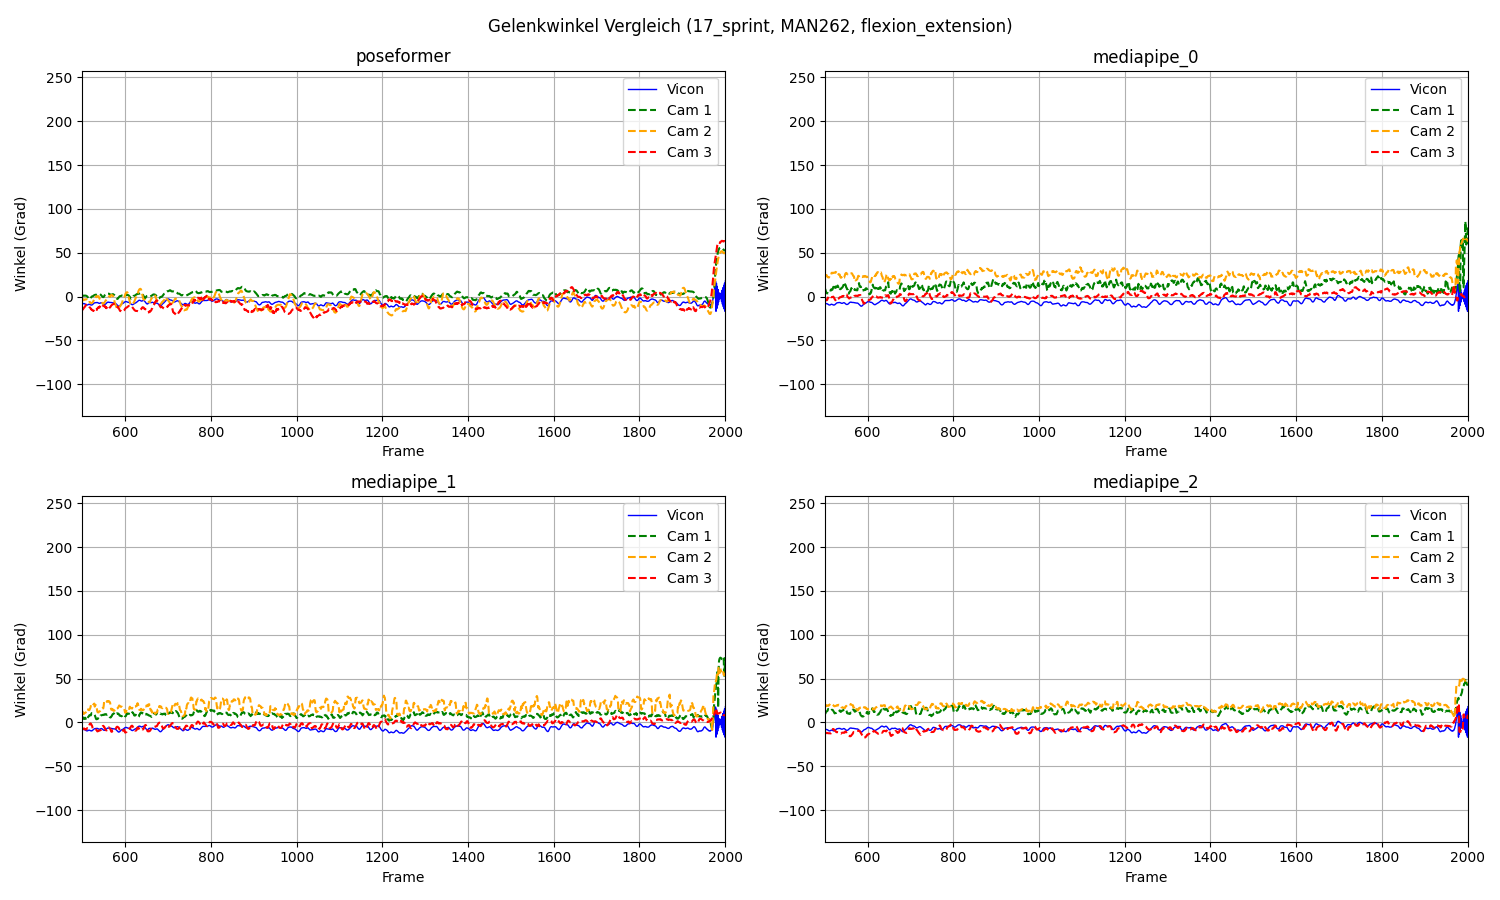 Gelenkwinkel Vergleich (17_sprint, MAN262, flexion_extension)
poseformer
250
200
150
100
50
0
−50
−100
Winkel (Grad)
600 800 1000 1200 1400 1600 1800 2000
Frame
Vicon
Cam 1
Cam 2
Cam 3
mediapipe_0
250
200
150
100
50
0
−50
−100
Winkel (Grad)
600 800 1000 1200 1400 1600 1800 2000
Frame
Vicon
Cam 1
Cam 2
Cam 3
mediapipe_1
250
200
150
100
50
0
−50
−100
Winkel (Grad)
600 800 1000 1200 1400 1600 1800 2000
Frame
Vicon
Cam 1
Cam 2
Cam 3
mediapipe_2
250
200
150
100
50
0
−50
−100
Winkel (Grad)
600 800 1000 1200 1400 1600 1800 2000
Frame
Vicon
Cam 1
Cam 2
Cam 3